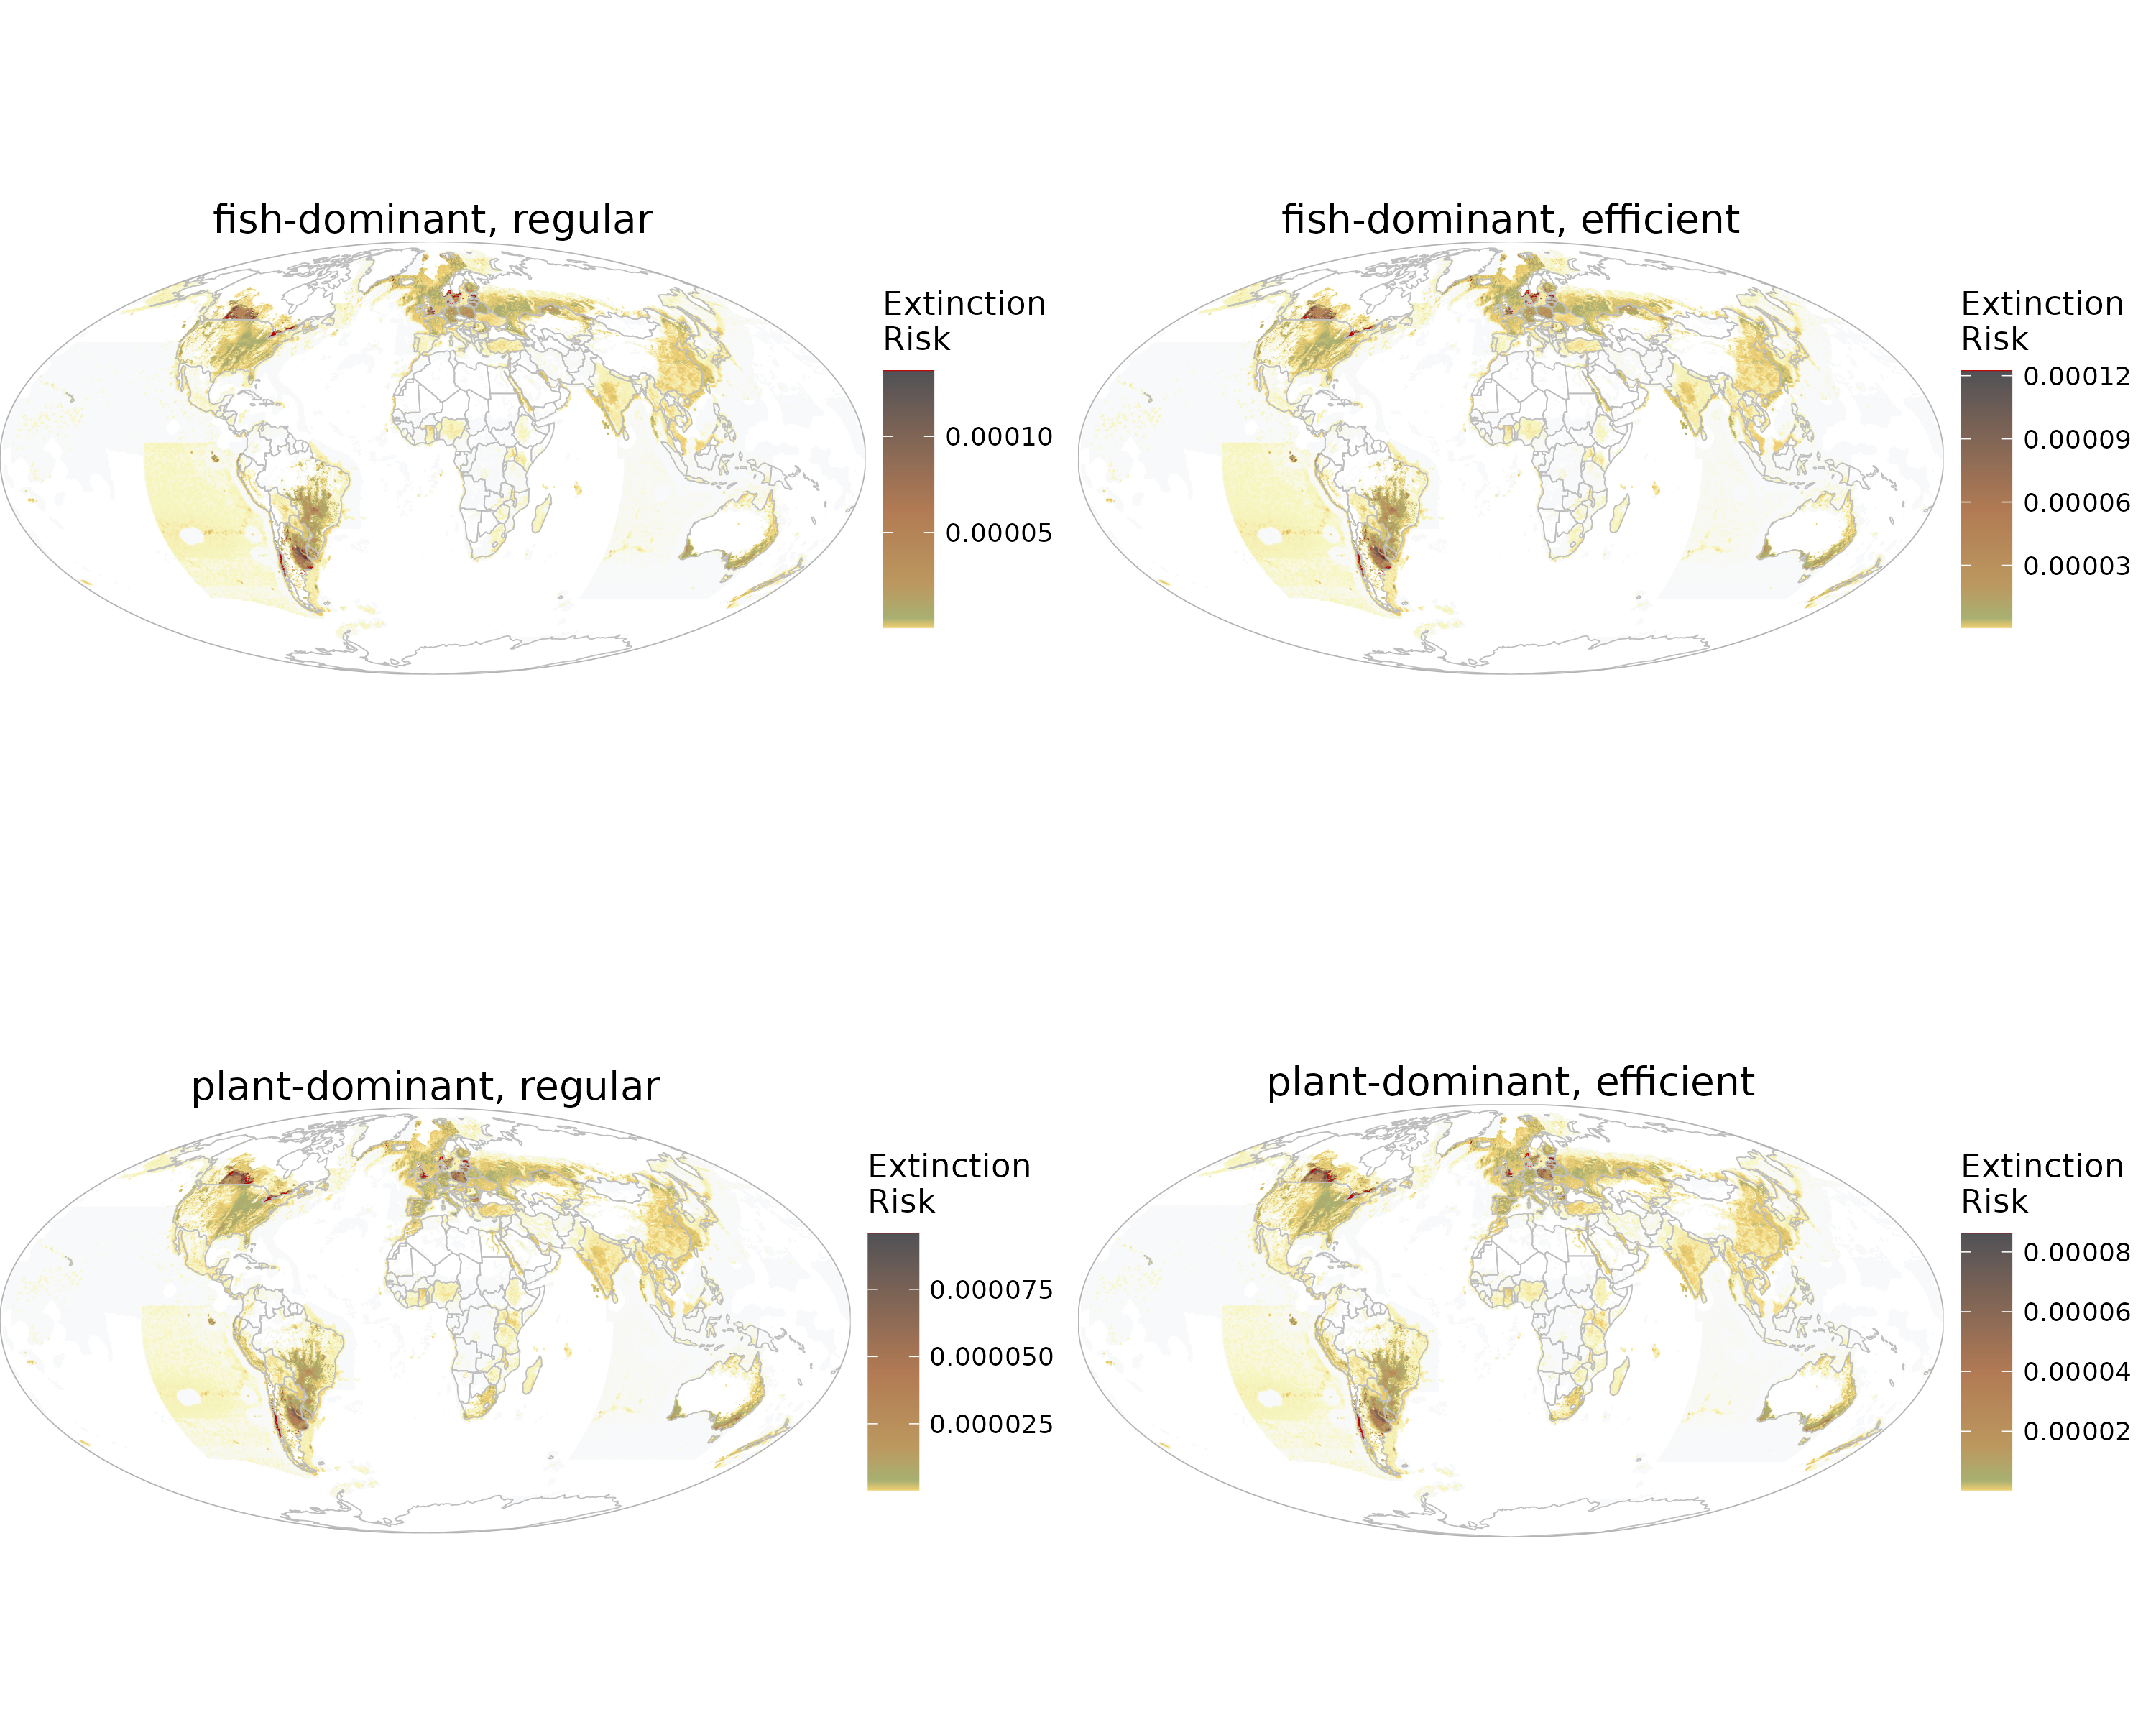 fish-dominant, regular
Extinction
Risk
0.00010
0.00005
fish-dominant, efficient
Extinction
Risk
0.00012
0.00009
0.00006
0.00003
plant-dominant, regular
Extinction
Risk
0.000075
0.000050
0.000025
plant-dominant, efficient
Extinction
Risk
0.00008
0.00006
0.00004
0.00002